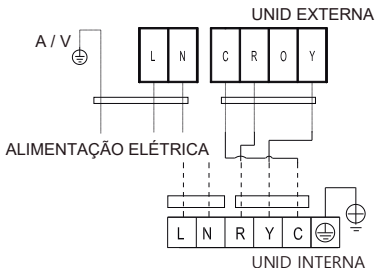 UNID EXTERNA
A / V
L N C R O Y
ALIMENTAÇÃO ELÉTRICA
L N R Y C
UNID INTERNA